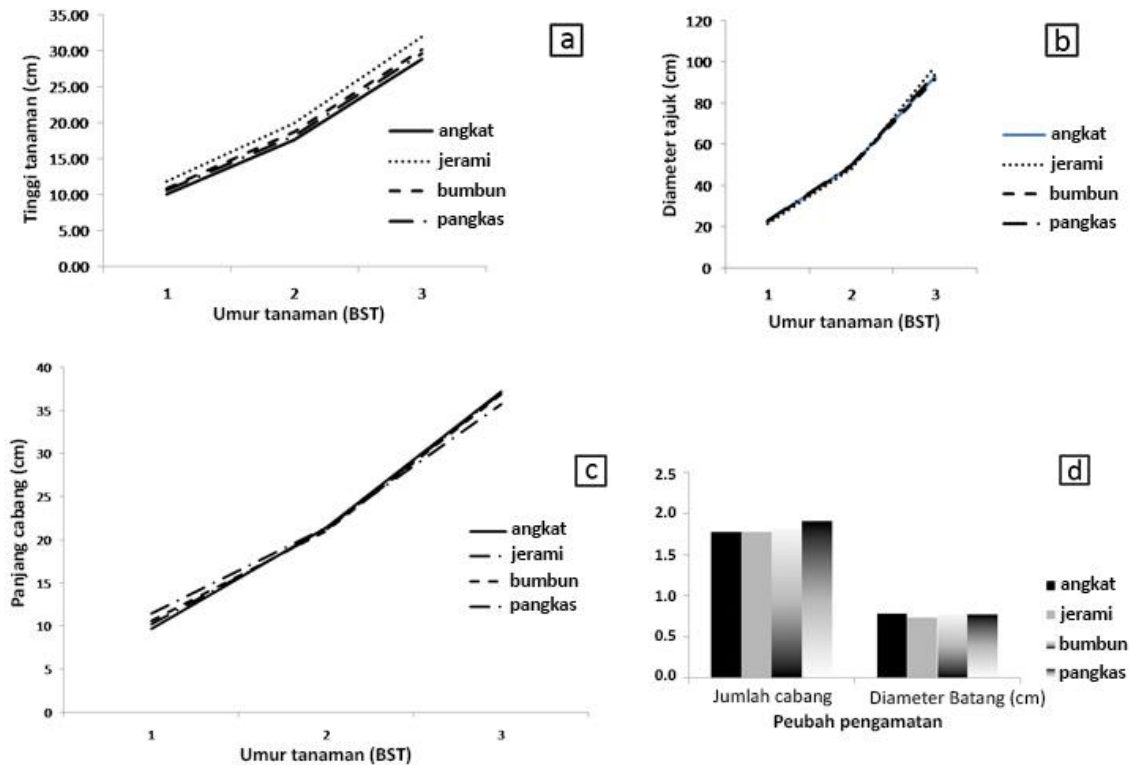 35.00
30.00
25.00
20.00
15.00
10.00
5.00
0.00
Tinggi tanaman (cm)
1 2 3
Umur tanaman (BST)
a
angkat
jerami
bumbun
pangkas
120
100
80
60
40
20
0
Diameter tajuk (cm)
1 2 3
Umur tanaman (BST)
b
angkat
jerami
bumbun
pangkas
40
35
30
25
20
15
10
5
0
Panjang cabang (cm)
1 2 3
Umur tanaman (BST)
c
angkat
jerami
bumbun
pangkas
2.5
2.0
1.5
1.0
0.5
0.0
Jumlah cabang Diameter Batang (cm)
Peubah pengamatan
d
angkat
jerami
bumbun
pangkas